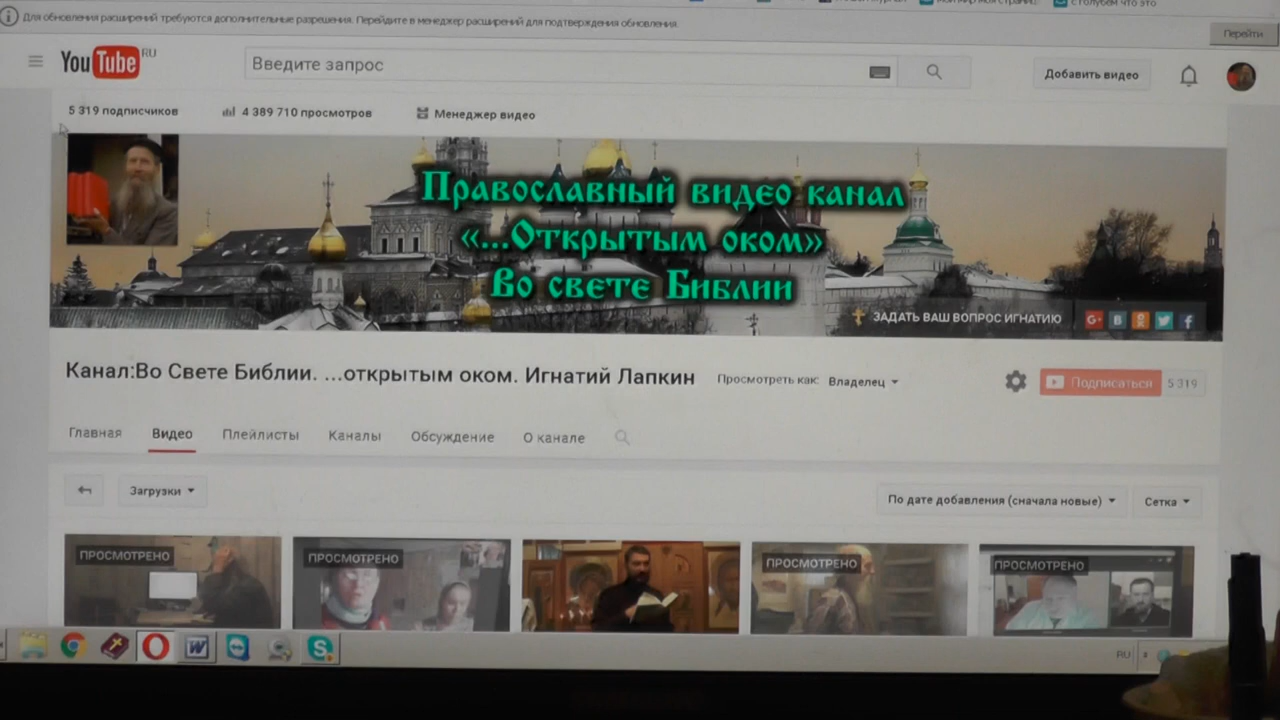 Для обновления расширений требуются дополнительные разрешения. Перейдите в менеджер расширений для подтверждения обновления.
Перейти
YouTube RU
Введите запрос
Добавить видео
5 319 подписчиков
4 389 710 просмотров
Менеджер видео
Православный видео канал
«...Открытым оком»
Во свете Библии
ЗАДАТЬ ВАШ ВОПРОС ИГНАТИЮ
Канал:Во Свете Библии. ...открытым оком. Игнатий Лапкин
Просмотреть как: Владелец
Подписаться 5 319
Главная Видео Плейлисты Каналы Обсуждение О канале
Загрузки
По дате добавления (сначала новые)
Сетка
ПРОСМОТРЕНО
ПРОСМОТРЕНО
ПРОСМОТРЕНО
ПРОСМОТРЕНО
RU